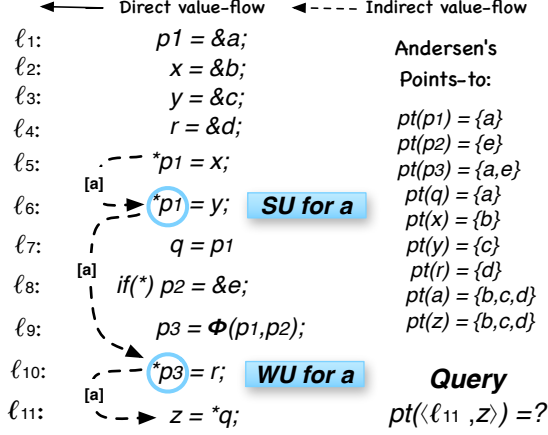 Direct value-flow Indirect value-flow
ℓ1: p1 = &a;
ℓ2: x = &b;
ℓ3: y = &c;
ℓ4: r = &d;
ℓ5: *p1 = x;
[a]
ℓ6: *p1 = y; SU for a
ℓ7: q = p1
[a]
ℓ8: if(*) p2 = &e;
ℓ9: p3 = Φ(p1,p2);
ℓ10: *p3 = r; WU for a
[a]
ℓ11: z = *q;
Andersen's
Points-to:
pt(p1) = {a}
pt(p2) = {e}
pt(p3) = {a,e}
pt(q) = {a}
pt(x) = {b}
pt(y) = {c}
pt(r) = {d}
pt(a) = {b,c,d}
pt(z) = {b,c,d}
Query
pt(⟨ℓ11 ,z⟩) =?